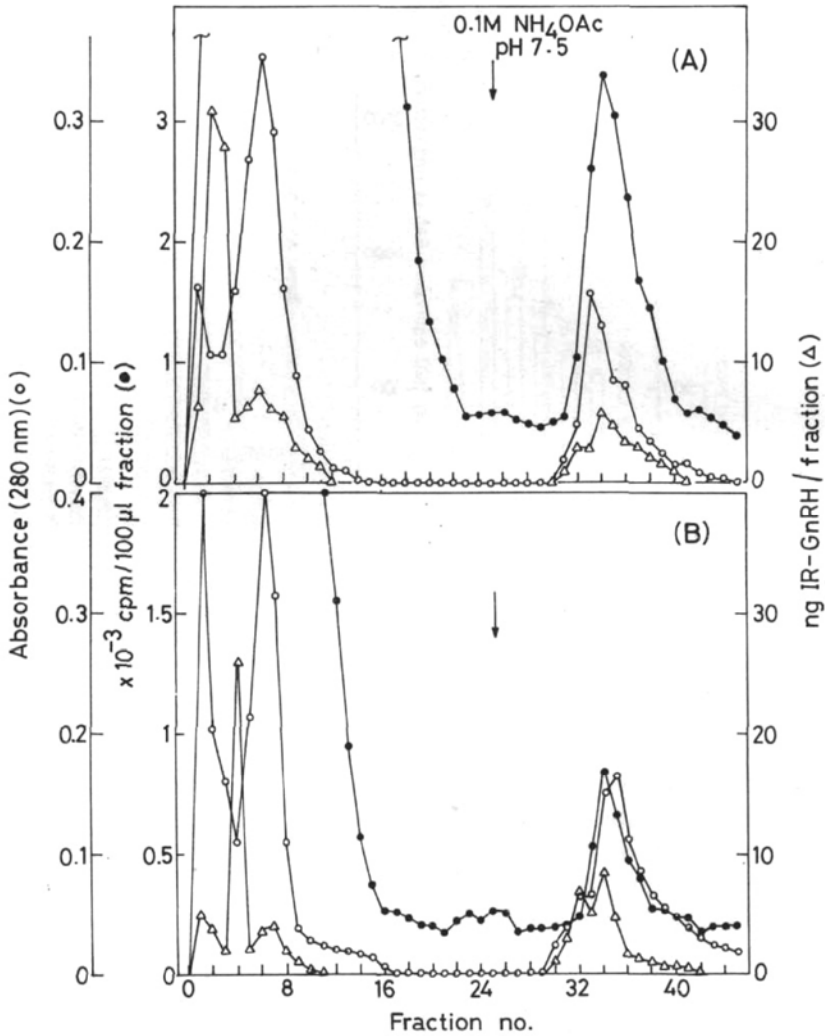 0.1M NH₄OAc
pH 7.5
(A)
0.3
0.2
0.1
0
3
2
1
0
30
20
10
0
(B)
0.4
0.3
0.2
0.1
0
2
1.5
1
0.5
0
30
20
10
0
0 8 16 24 32 40
Fraction no.
Absorbance (280 nm)(o)
x10⁻³ cpm/100 µl fraction (●)
ng IR-GnRH/fraction (Δ)